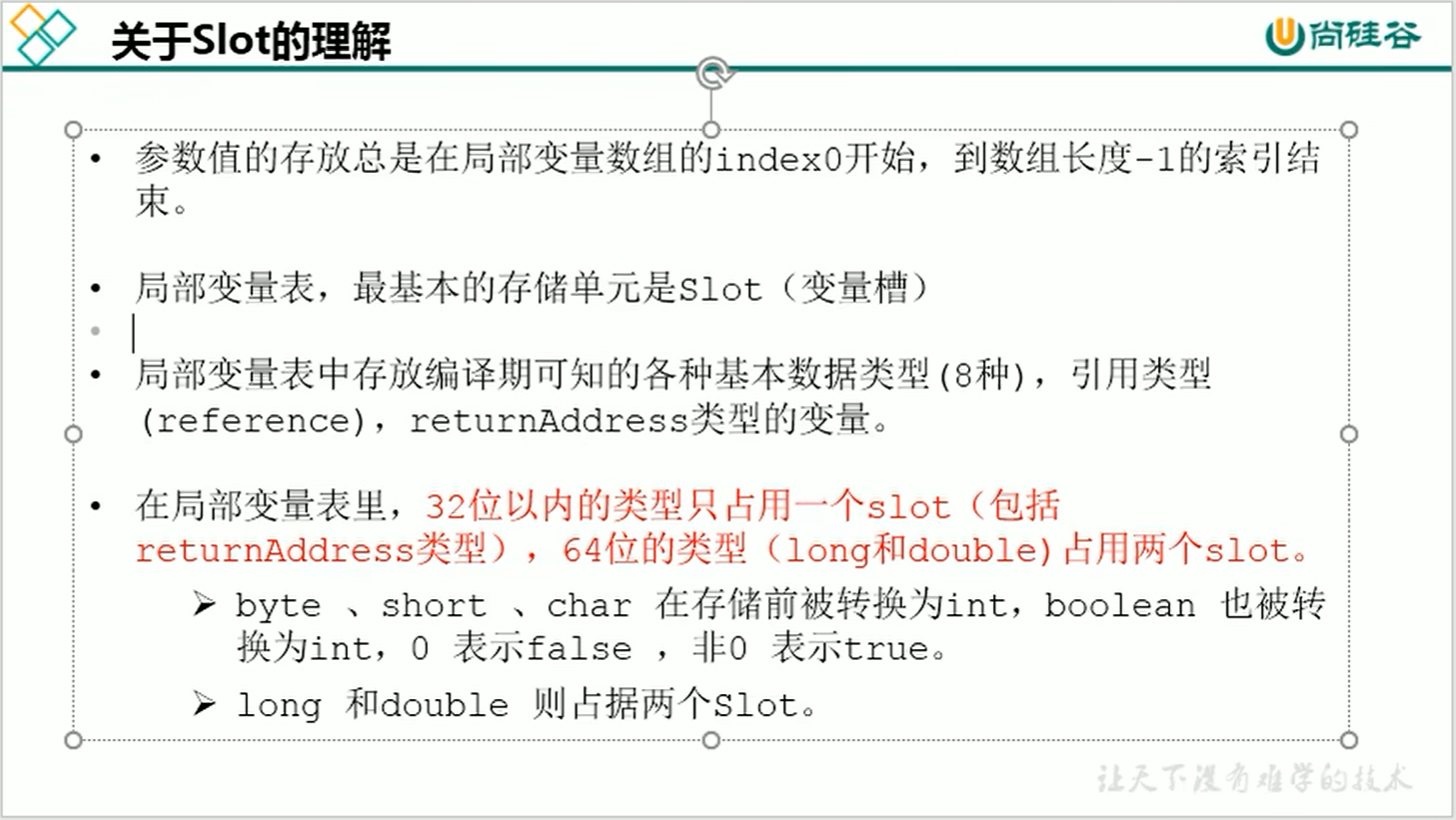 关于Slot的理解
尚硅谷
• 参数值的存放总是在局部变量数组的index0开始，到数组长度-1的索引结
束。
• 局部变量表，最基本的存储单元是Slot（变量槽）
•
• 局部变量表中存放编译期可知的各种基本数据类型(8种)，引用类型
(reference)，returnAddress类型的变量。
• 在局部变量表里，32位以内的类型只占用一个slot（包括
returnAddress类型），64位的类型（long和double)占用两个slot。
➢ byte 、short 、char 在存储前被转换为int，boolean 也被转
换为int，0 表示false ，非0 表示true。
➢ long 和double 则占据两个Slot。
让天下没有难学的技术